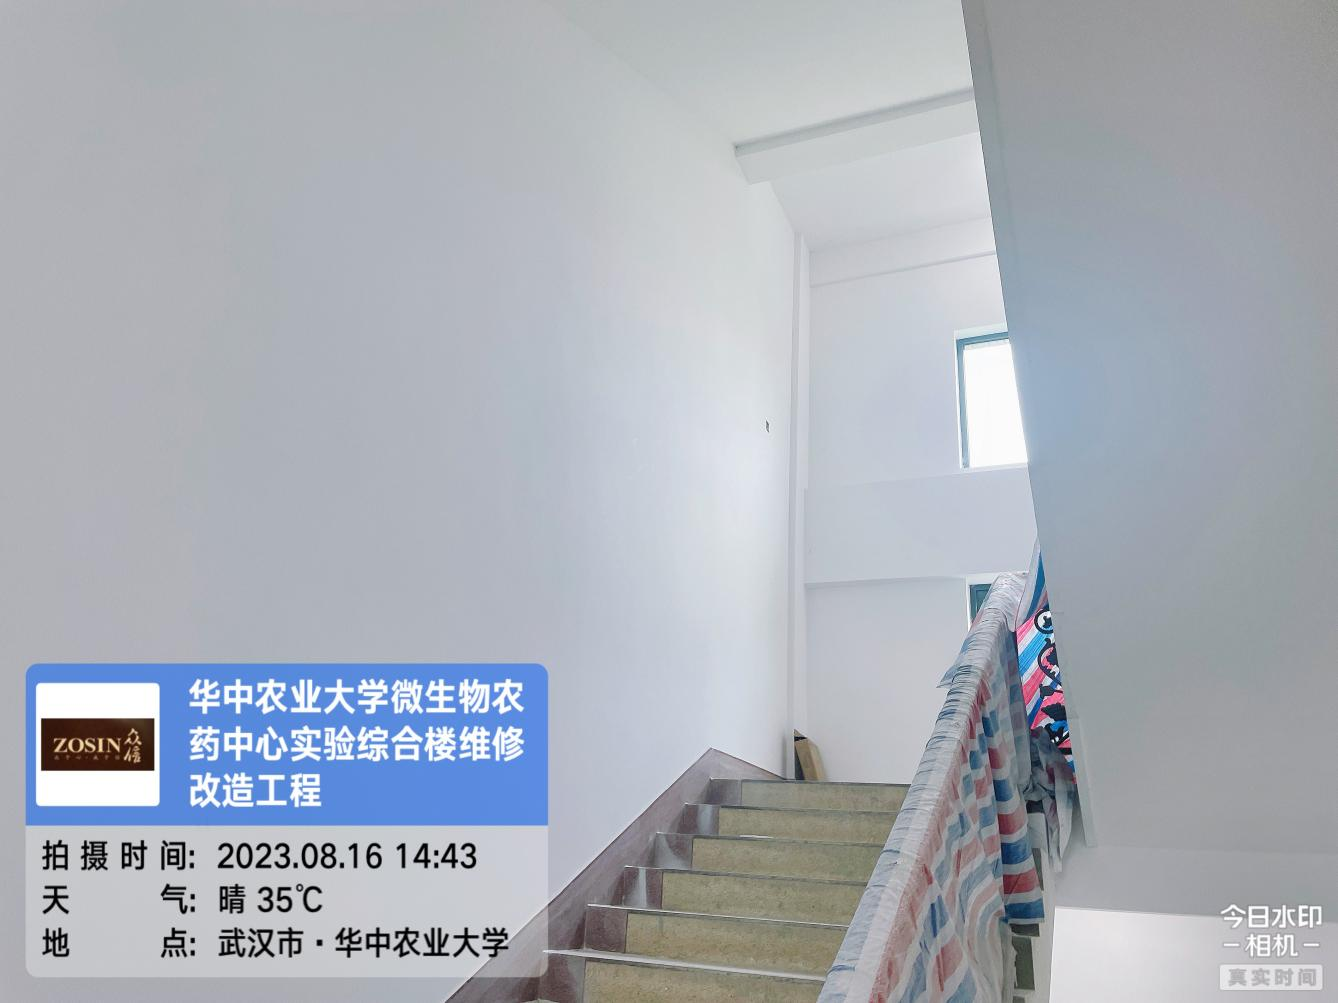 华中农业大学微生物农
药中心实验综合楼维修
改造工程
ZOSIN众信
拍摄时间: 2023.08.16 14:43
天气: 晴 35℃
地点: 武汉市·华中农业大学
今日水印
-相机-
真实时间